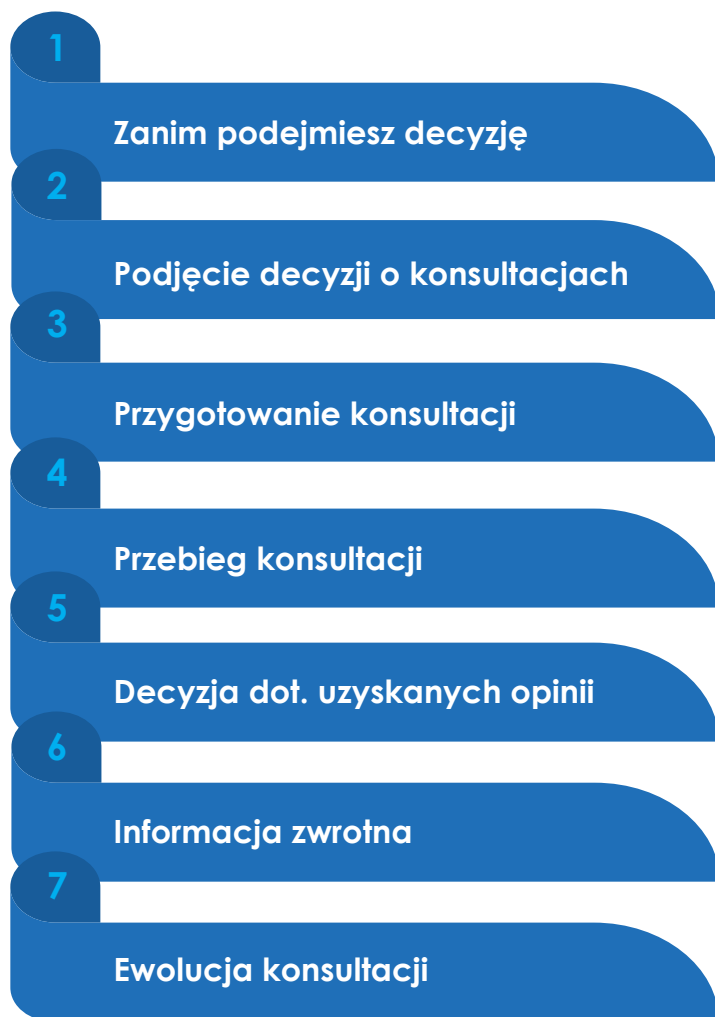 1
Zanim podejmiesz decyzję
2
Podjęcie decyzji o konsultacjach
3
Przygotowanie konsultacji
4
Przebieg konsultacji
5
Decyzja dot. uzyskanych opinii
6
Informacja zwrotna
7
Ewolucja konsultacji